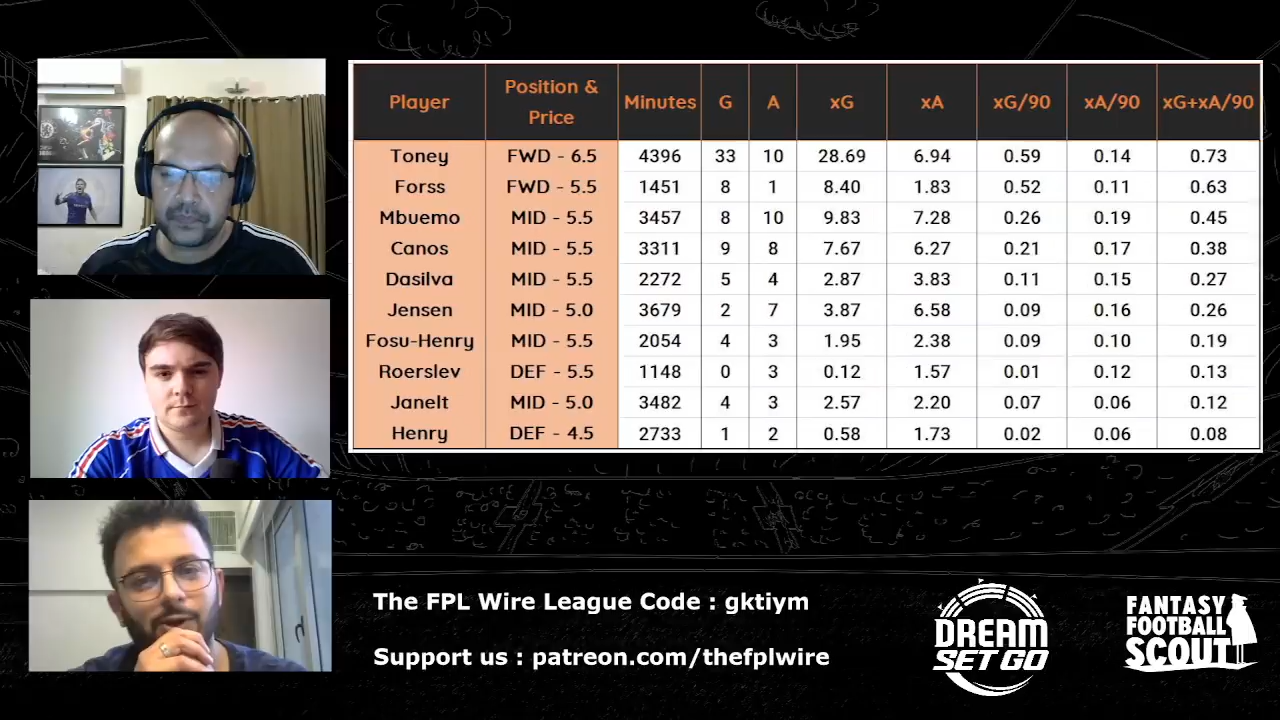 Player Position & Price Minutes G A xG xA xG/90 xA/90 xG+xA/90
Toney FWD - 6.5 4396 33 10 28.69 6.94 0.59 0.14 0.73
Forss FWD - 5.5 1451 8 1 8.40 1.83 0.52 0.11 0.63
Mbuemo MID - 5.5 3457 8 10 9.83 7.28 0.26 0.19 0.45
Canos MID - 5.5 3311 9 8 7.67 6.27 0.21 0.17 0.38
Dasilva MID - 5.5 2272 5 4 2.87 3.83 0.11 0.15 0.27
Jensen MID - 5.0 3679 2 7 3.87 6.58 0.09 0.16 0.26
Fosu-Henry MID - 5.5 2054 4 3 1.95 2.38 0.09 0.10 0.19
Roerslev DEF - 5.5 1148 0 3 0.12 1.57 0.01 0.12 0.13
Janelt MID - 5.0 3482 4 3 2.57 2.20 0.07 0.06 0.12
Henry DEF - 4.5 2733 1 2 0.58 1.73 0.02 0.06 0.08
The FPL Wire League Code : gktiym
Support us : patreon.com/thefplwire
DREAM
SET GO
FANTASY
FOOTBALL
SCOUT